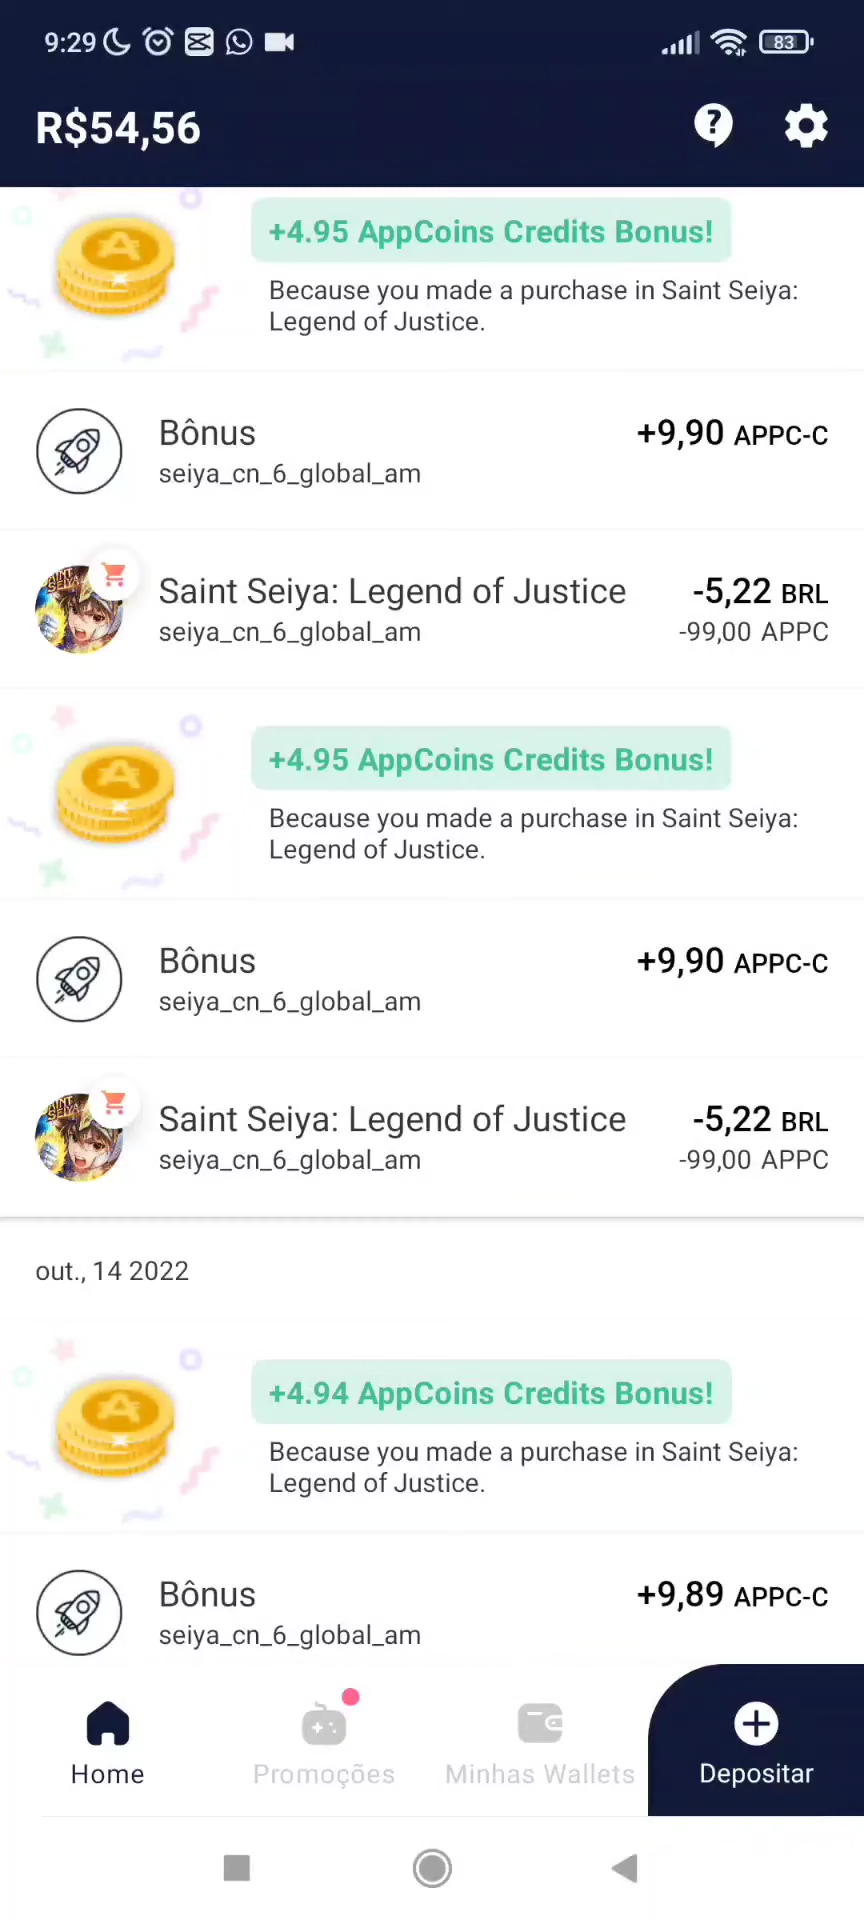 9:29
83
R$54,56
+4.95 AppCoins Credits Bonus!
Because you made a purchase in Saint Seiya:
Legend of Justice.
Bônus
+9,90 APPC-C
seiya_cn_6_global_am
Saint Seiya: Legend of Justice
-5,22 BRL
seiya_cn_6_global_am
-99,00 APPC
+4.95 AppCoins Credits Bonus!
Because you made a purchase in Saint Seiya:
Legend of Justice.
Bônus
+9,90 APPC-C
seiya_cn_6_global_am
Saint Seiya: Legend of Justice
-5,22 BRL
seiya_cn_6_global_am
-99,00 APPC
out., 14 2022
+4.94 AppCoins Credits Bonus!
Because you made a purchase in Saint Seiya:
Legend of Justice.
Bônus
+9,89 APPC-C
seiya_cn_6_global_am
Home
Promoções
Minhas Wallets
Depositar